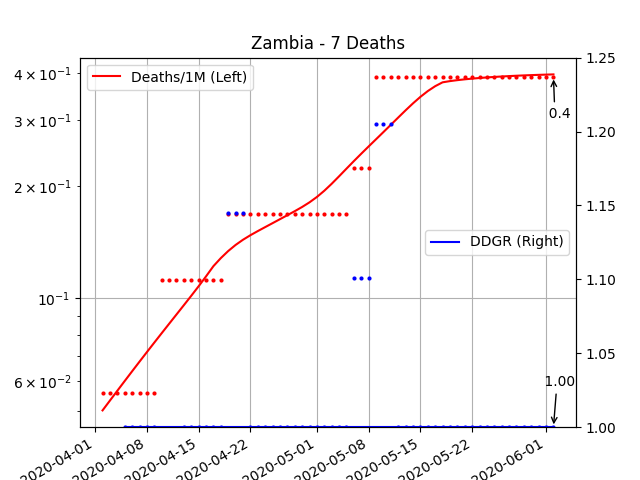 Zambia - 7 Deaths
Deaths/1M (Left)
DDGR (Right)
4 × 10⁻¹
3 × 10⁻¹
2 × 10⁻¹
10⁻¹
6 × 10⁻²
1.25
1.20
1.15
1.10
1.05
1.00
0.4
1.00
2020-04-01
2020-04-08
2020-04-15
2020-04-22
2020-05-01
2020-05-08
2020-05-15
2020-05-22
2020-06-01